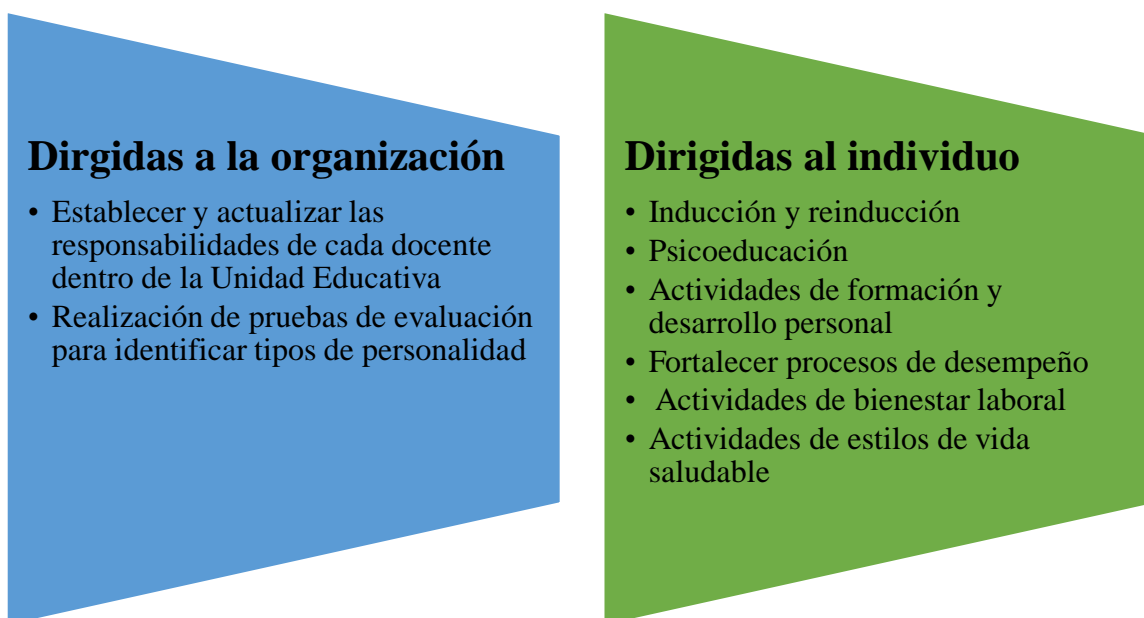 Dirgidas a la organización
• Establecer y actualizar las
responsabilidades de cada docente
dentro de la Unidad Educativa
• Realización de pruebas de evaluación
para identificar tipos de personalidad
Dirigidas al individuo
• Inducción y reinducción
• Psicoeducación
• Actividades de formación y
desarrollo personal
• Fortalecer procesos de desempeño
• Actividades de bienestar laboral
• Actividades de estilos de vida
saludable